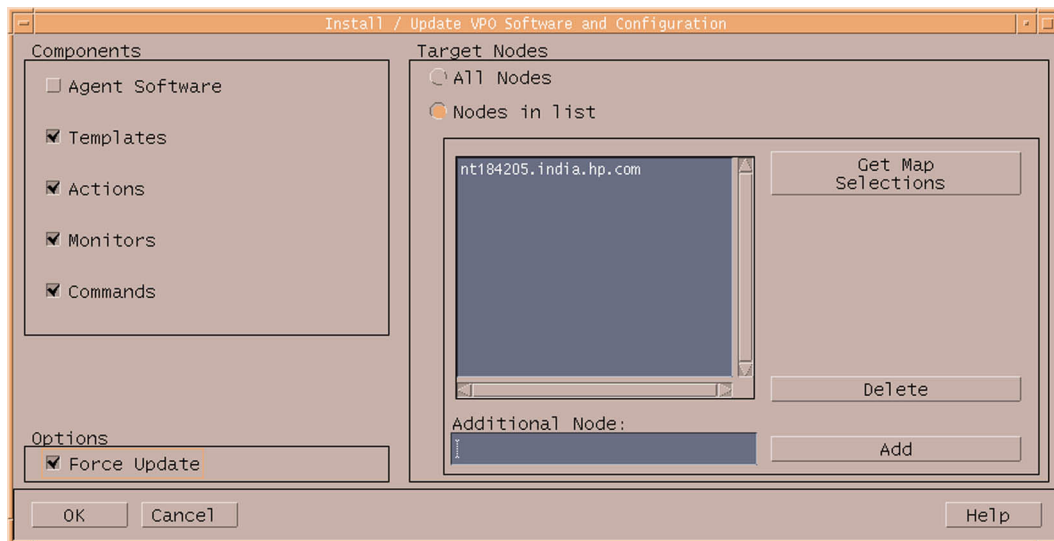 Install / Update VPO Software and Configuration
Components
Agent Software
Templates
Actions
Monitors
Commands
Options
Force Update
Target Nodes
All Nodes
Nodes in list
nt184205.india.hp.com
Get Map
Selections
Delete
Additional Node:
Add
OK
Cancel
Help